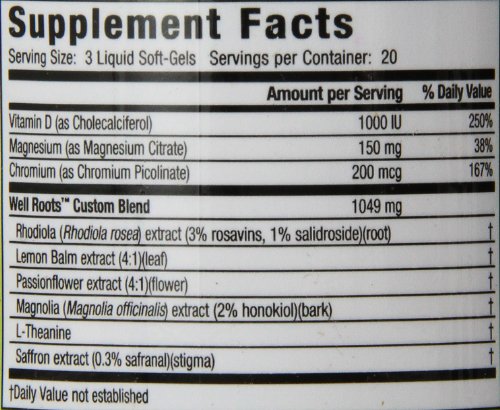 Supplement Facts
Serving Size: 3 Liquid Soft-Gels Servings per Container: 20
Amount per Serving % Daily Value
Vitamin D (as Cholecalciferol) 1000 IU 250%
Magnesium (as Magnesium Citrate) 150 mg 38%
Chromium (as Chromium Picolinate) 200 mcg 167%
Well Roots™ Custom Blend 1049 mg
Rhodiola (Rhodiola rosea) extract (3% rosavins, 1% salidroside)(root) †
Lemon Balm extract (4:1)(leaf) †
Passionflower extract (4:1)(flower) †
Magnolia (Magnolia officinalis) extract (2% honokiol)(bark) †
L-Theanine †
Saffron extract (0.3% safranal)(stigma) †
†Daily Value not established